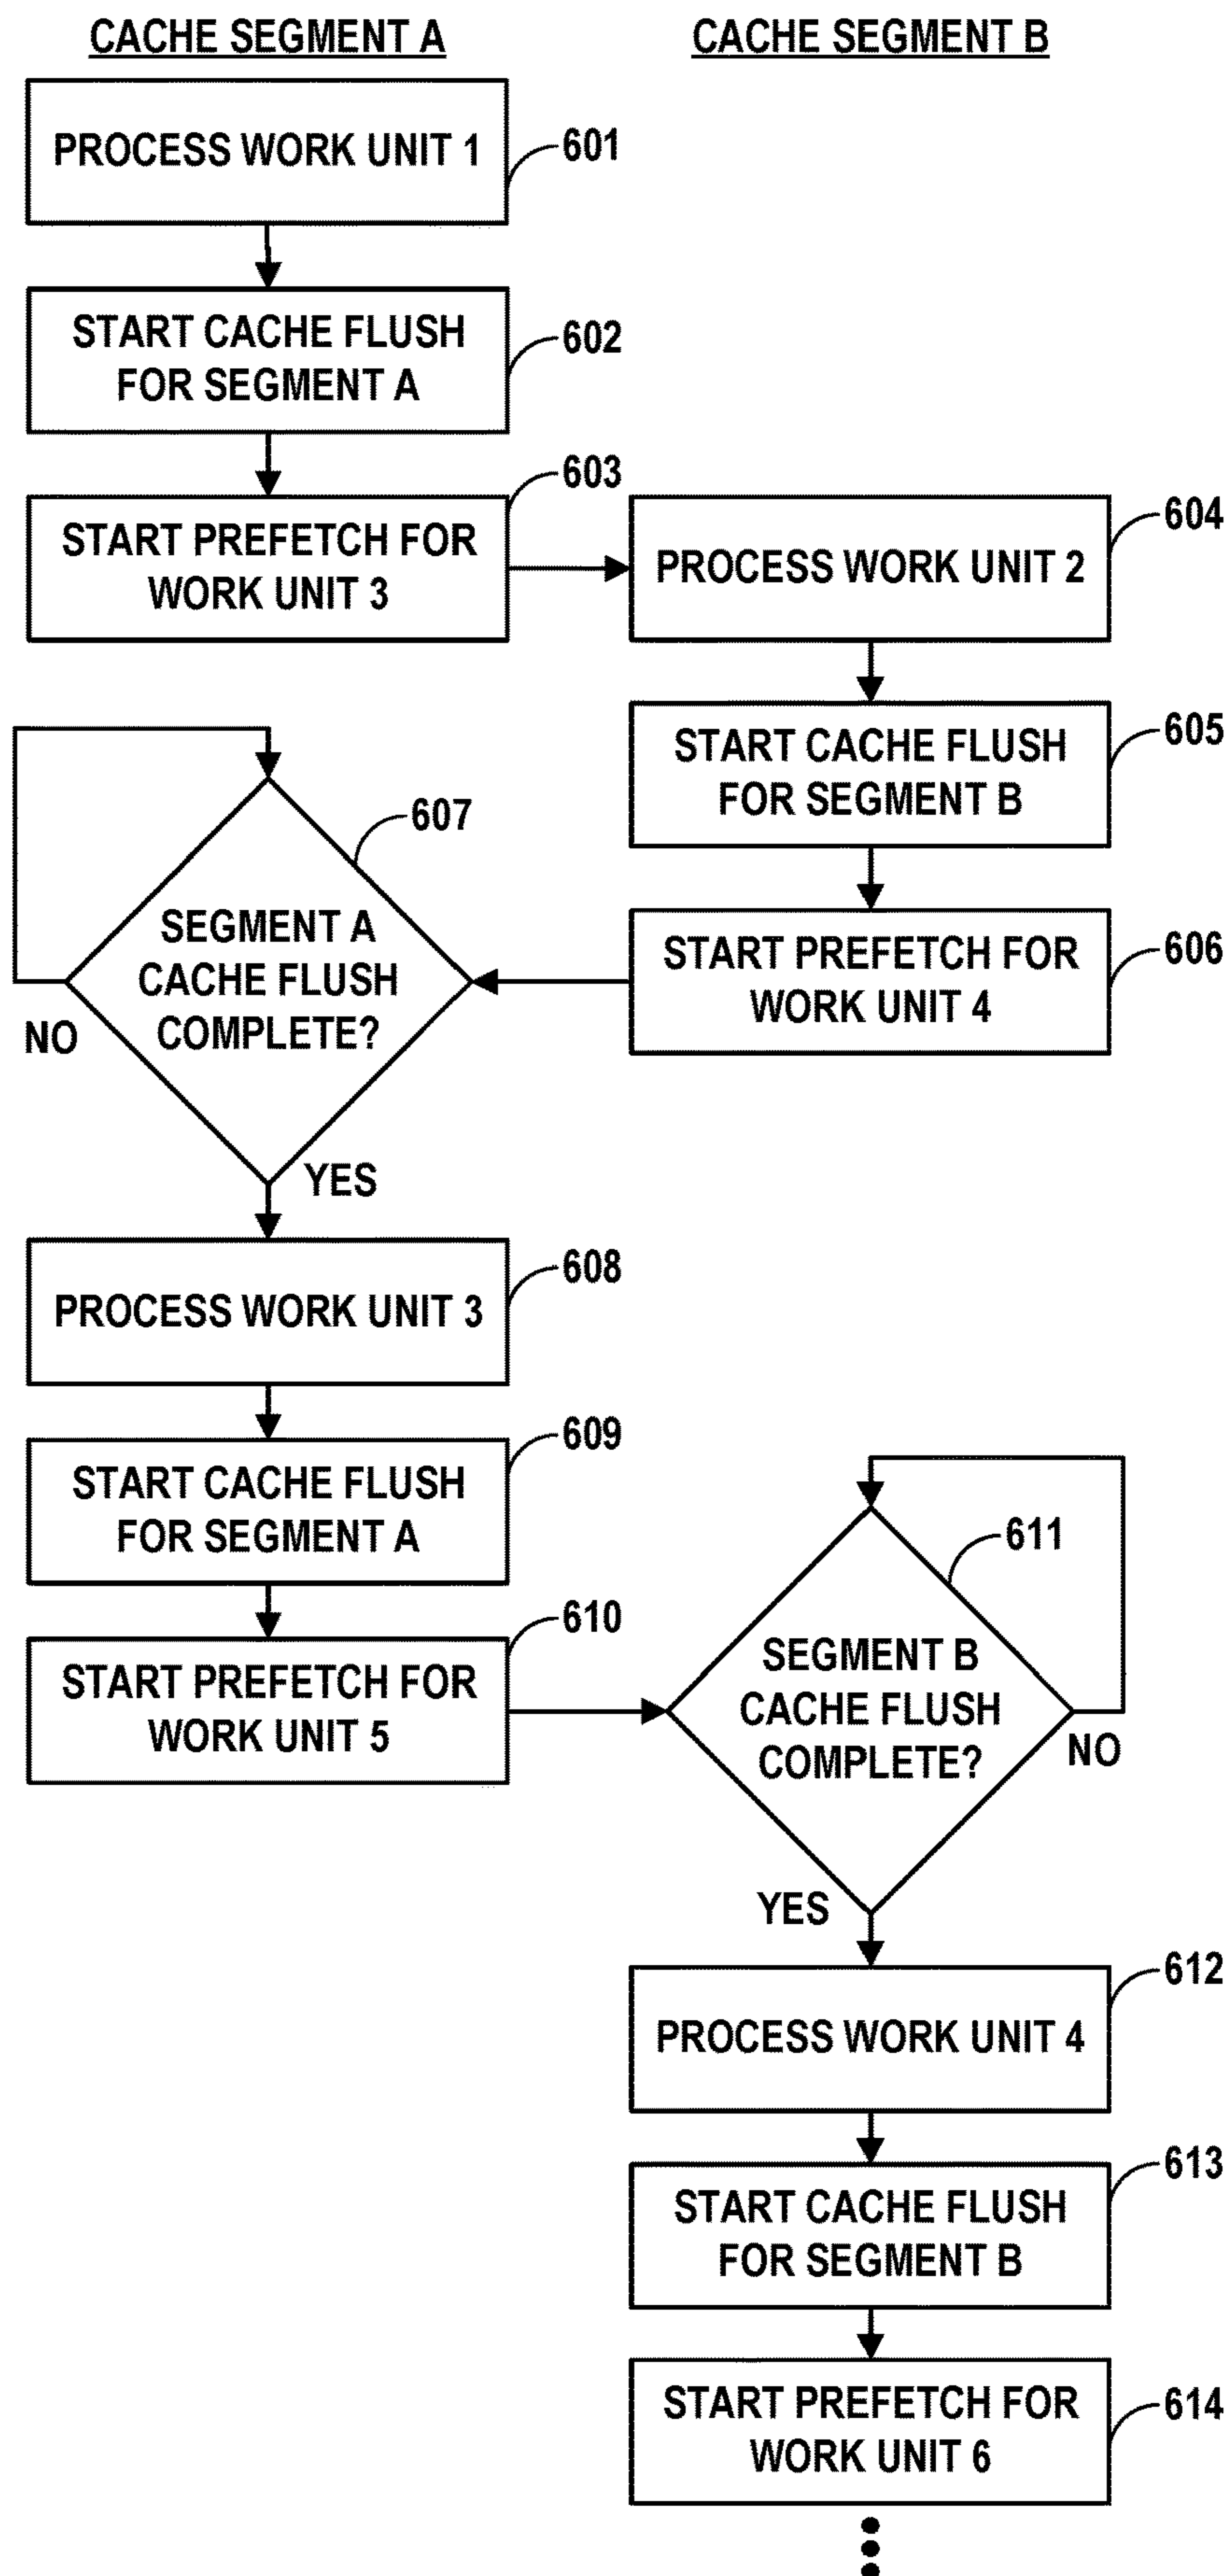 CACHE SEGMENT A
CACHE SEGMENT B
PROCESS WORK UNIT 1
601
START CACHE FLUSH
FOR SEGMENT A
602
START PREFETCH FOR
WORK UNIT 3
603
PROCESS WORK UNIT 2
604
START CACHE FLUSH
FOR SEGMENT B
605
START PREFETCH FOR
WORK UNIT 4
606
607
SEGMENT A
CACHE FLUSH
COMPLETE?
NO
YES
PROCESS WORK UNIT 3
608
START CACHE FLUSH
FOR SEGMENT A
609
START PREFETCH FOR
WORK UNIT 5
610
611
SEGMENT B
CACHE FLUSH
COMPLETE?
NO
YES
PROCESS WORK UNIT 4
612
START CACHE FLUSH
FOR SEGMENT B
613
START PREFETCH FOR
WORK UNIT 6
614